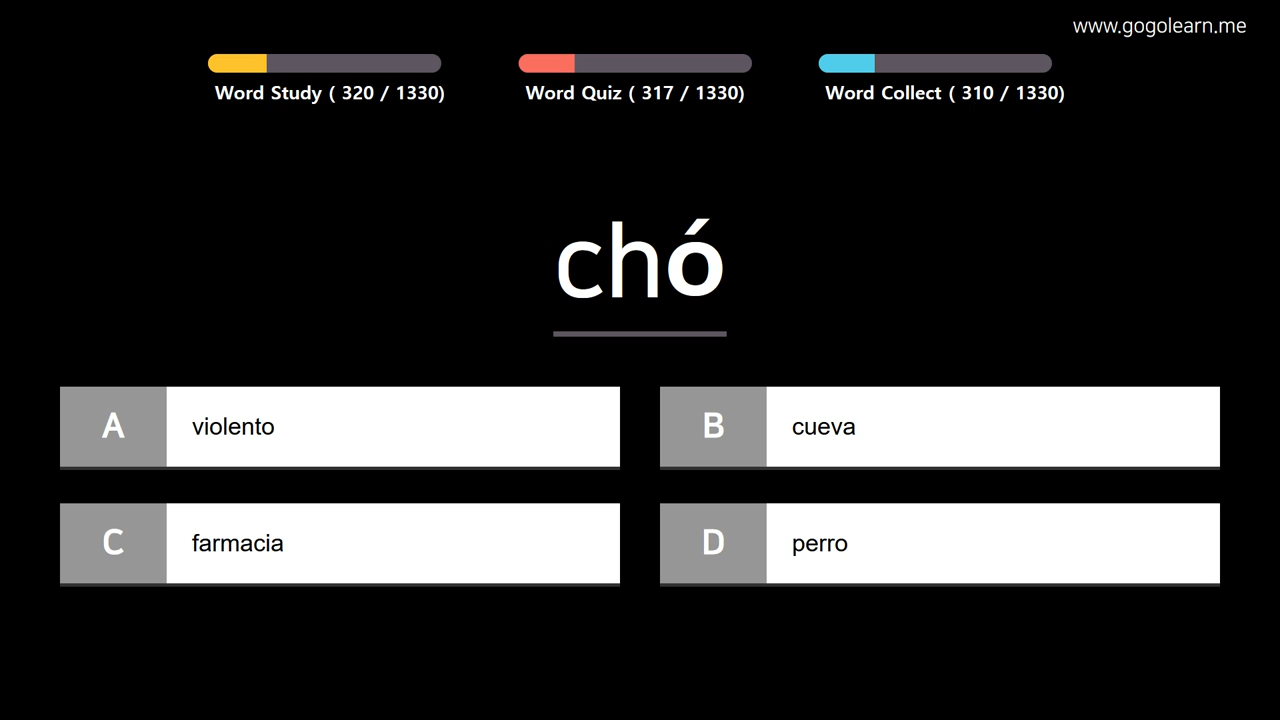 www.gogolearn.me
Word Study ( 320 / 1330)
Word Quiz ( 317 / 1330)
Word Collect ( 310 / 1330)
chó
A violento
B cueva
C farmacia
D perro